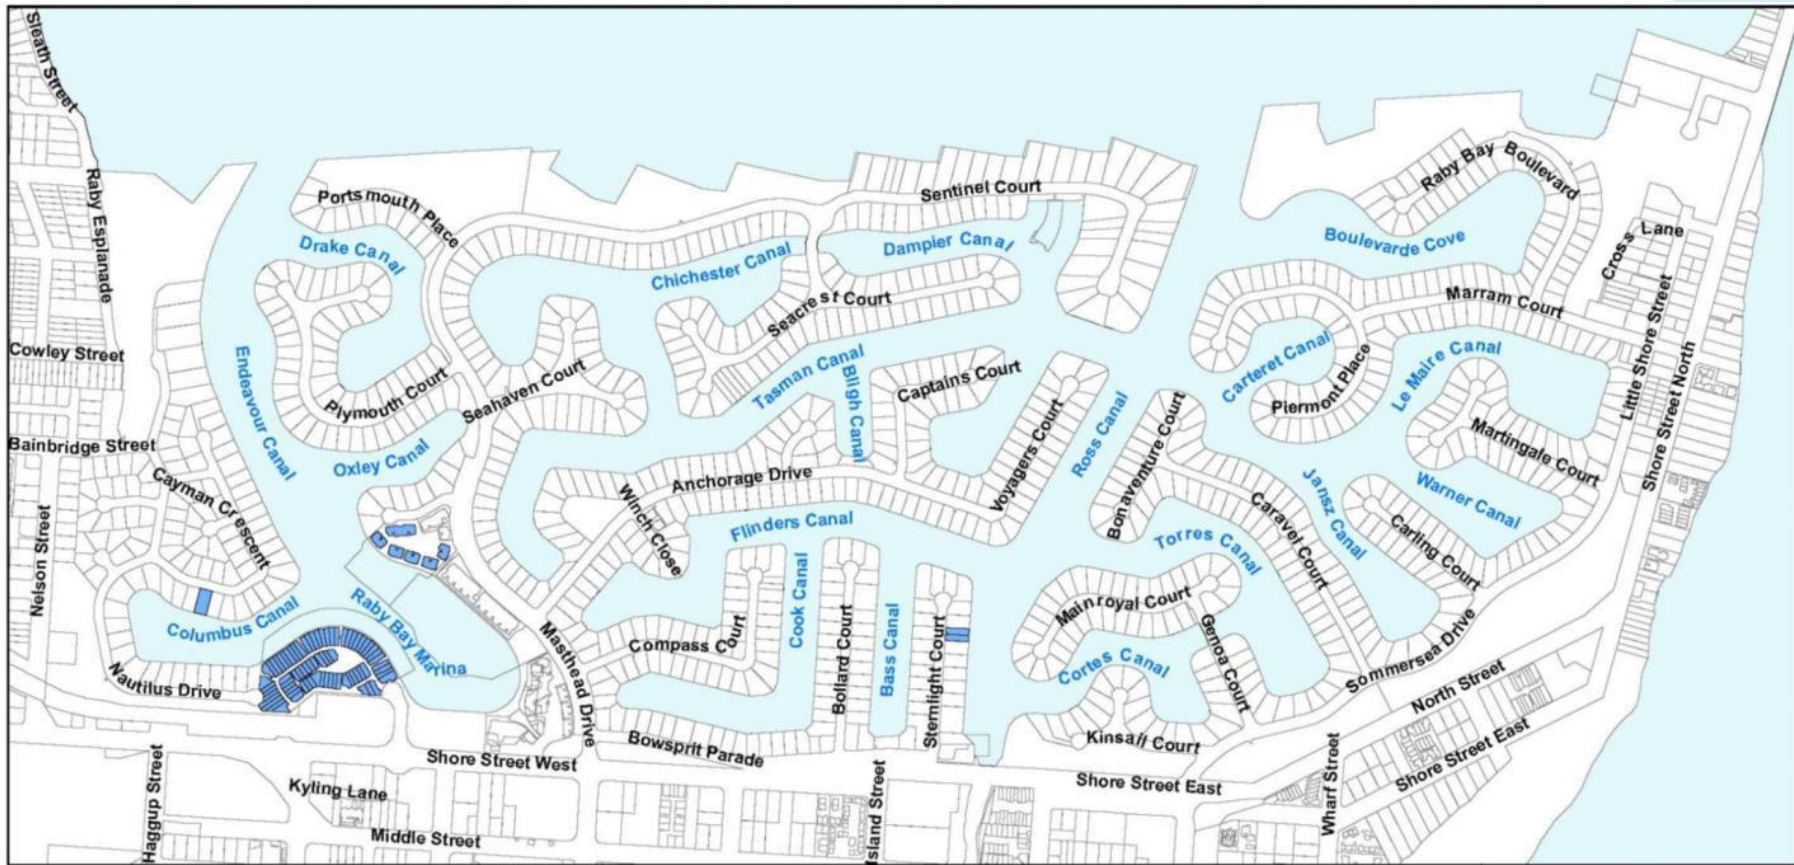 Sleath Street
Raby Esplanade
Portsmouth Place
Drake Canal
Sentinel Court
Chichester Canal
Dampier Canal
Seacrest Court
Raby Bay Boulevard
Boulevarde Cove
Cross Lane
Marram Court
Little Shore Street
Shore Street North
Cowley Street
Endeavour Canal
Plymouth Court
Seahaven Court
Tasman Canal
Bligh Canal
Captains Court
Carteret Canal
Piermont Place
Le Maire Canal
Martingale Court
Bainbridge Street
Cayman Crescent
Oxley Canal
Anchorage Drive
Winch Close
Voyagers Court
Ross Canal
Bonaventure Court
Jansz Canal
Warner Canal
Caravel Court
Carling Court
Nelson Street
Flinders Canal
Torres Canal
Columbus Canal
Raby Bay Marina
Cook Canal
Compass Court
Bollard Court
Bass Canal
Sternlight Court
Mainroyal Court
Genoa Court
Cortes Canal
Sommersea Drive
Nautilus Drive
Masthead Drive
North Street
Bowsprit Parade
Kinsail Court
Shore Street West
Haggup Street
Kyling Lane
Middle Street
Island Street
Shore Street East
Wharf Street
Shore Street East